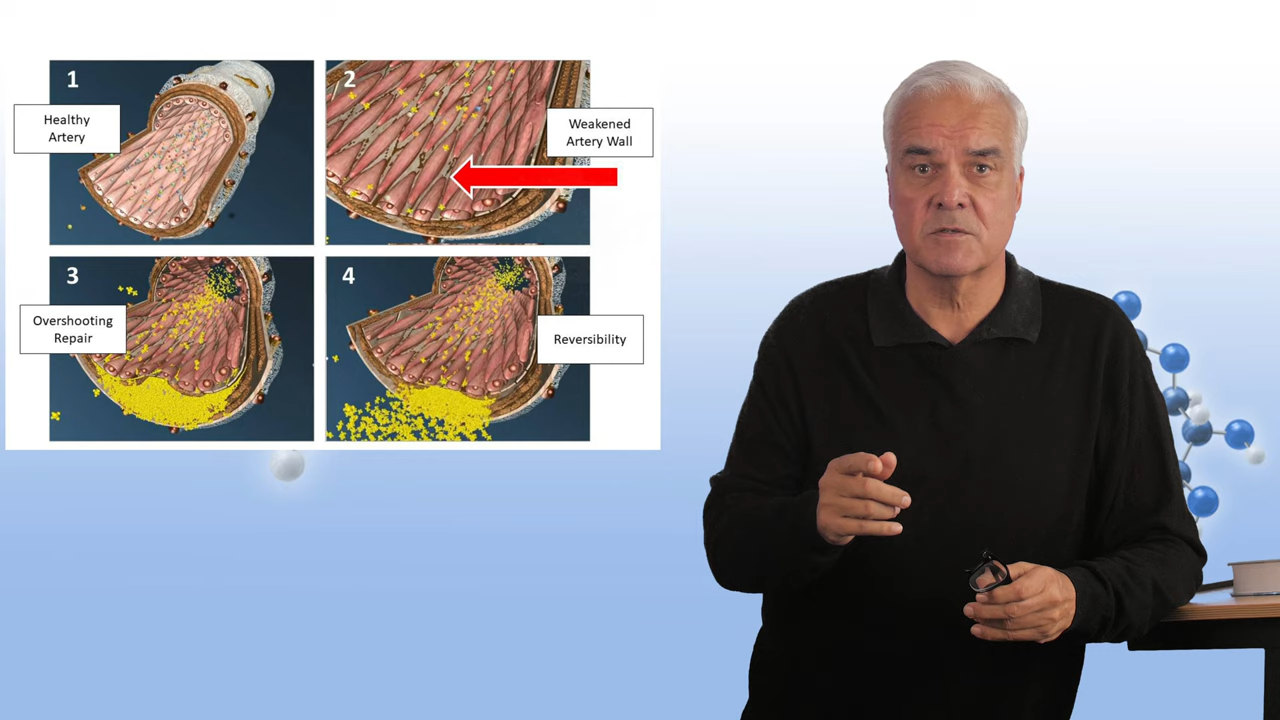 1
Healthy
Artery
2
Weakened
Artery Wall
3
Overshooting
Repair
4
Reversibility